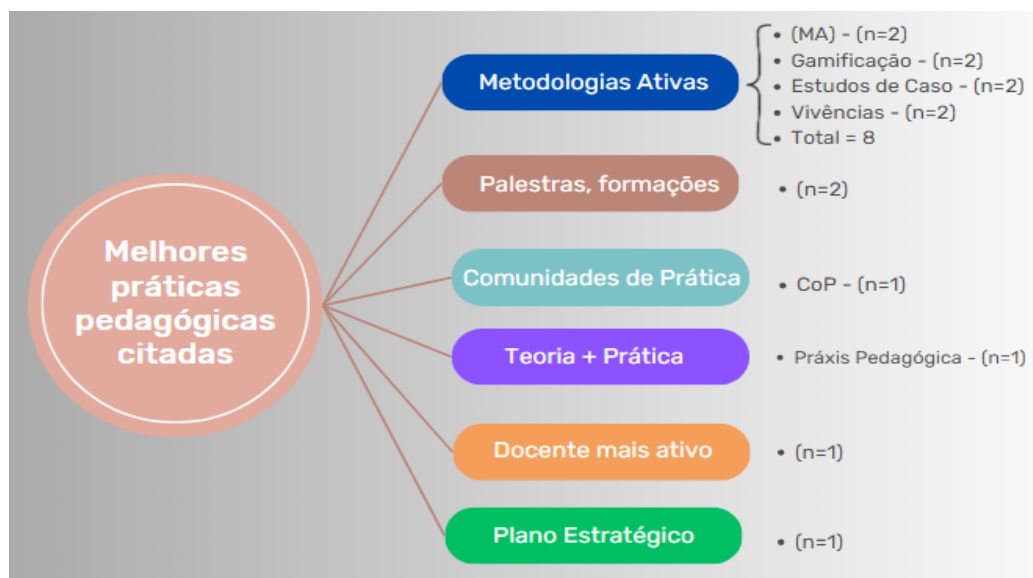 Melhores
práticas
pedagógicas
citadas
Metodologias Ativas
• (MA) - (n=2)
• Gamificação - (n=2)
• Estudos de Caso - (n=2)
• Vivências - (n=2)
• Total = 8
Palestras, formações
• (n=2)
Comunidades de Prática
• CoP - (n=1)
Teoria + Prática
• Práxis Pedagógica - (n=1)
Docente mais ativo
• (n=1)
Plano Estratégico
• (n=1)